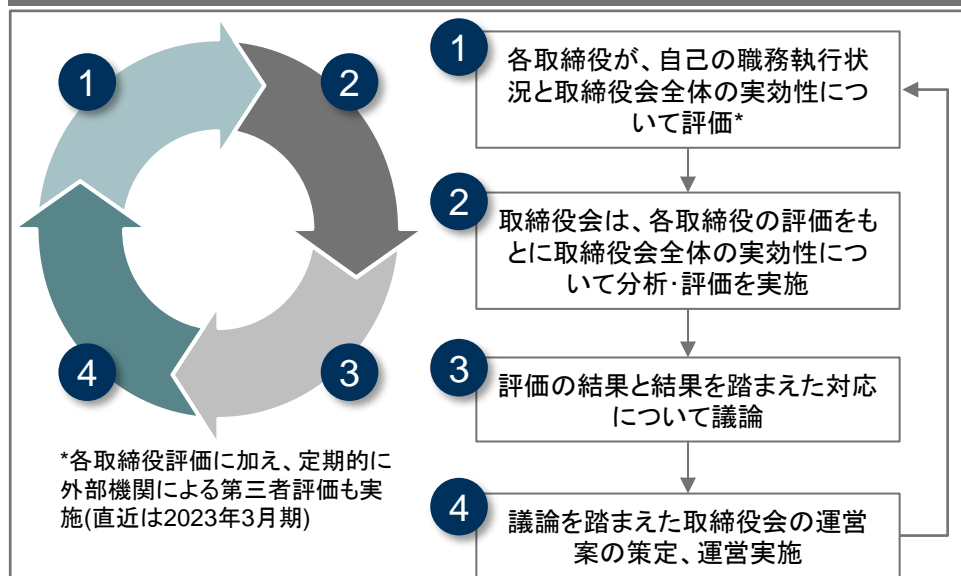 1
2
3
4
*各取締役評価に加え、定期的に
外部機関による第三者評価も実
施(直近は2023年3月期)
1
各取締役が、自己の職務執行状
況と取締役会全体の実効性につ
いて評価*
2
取締役会は、各取締役の評価をも
とに取締役会全体の実効性につ
いて分析・評価を実施
3
評価の結果と結果を踏まえた対応
について議論
4
議論を踏まえた取締役会の運営
案の策定、運営実施